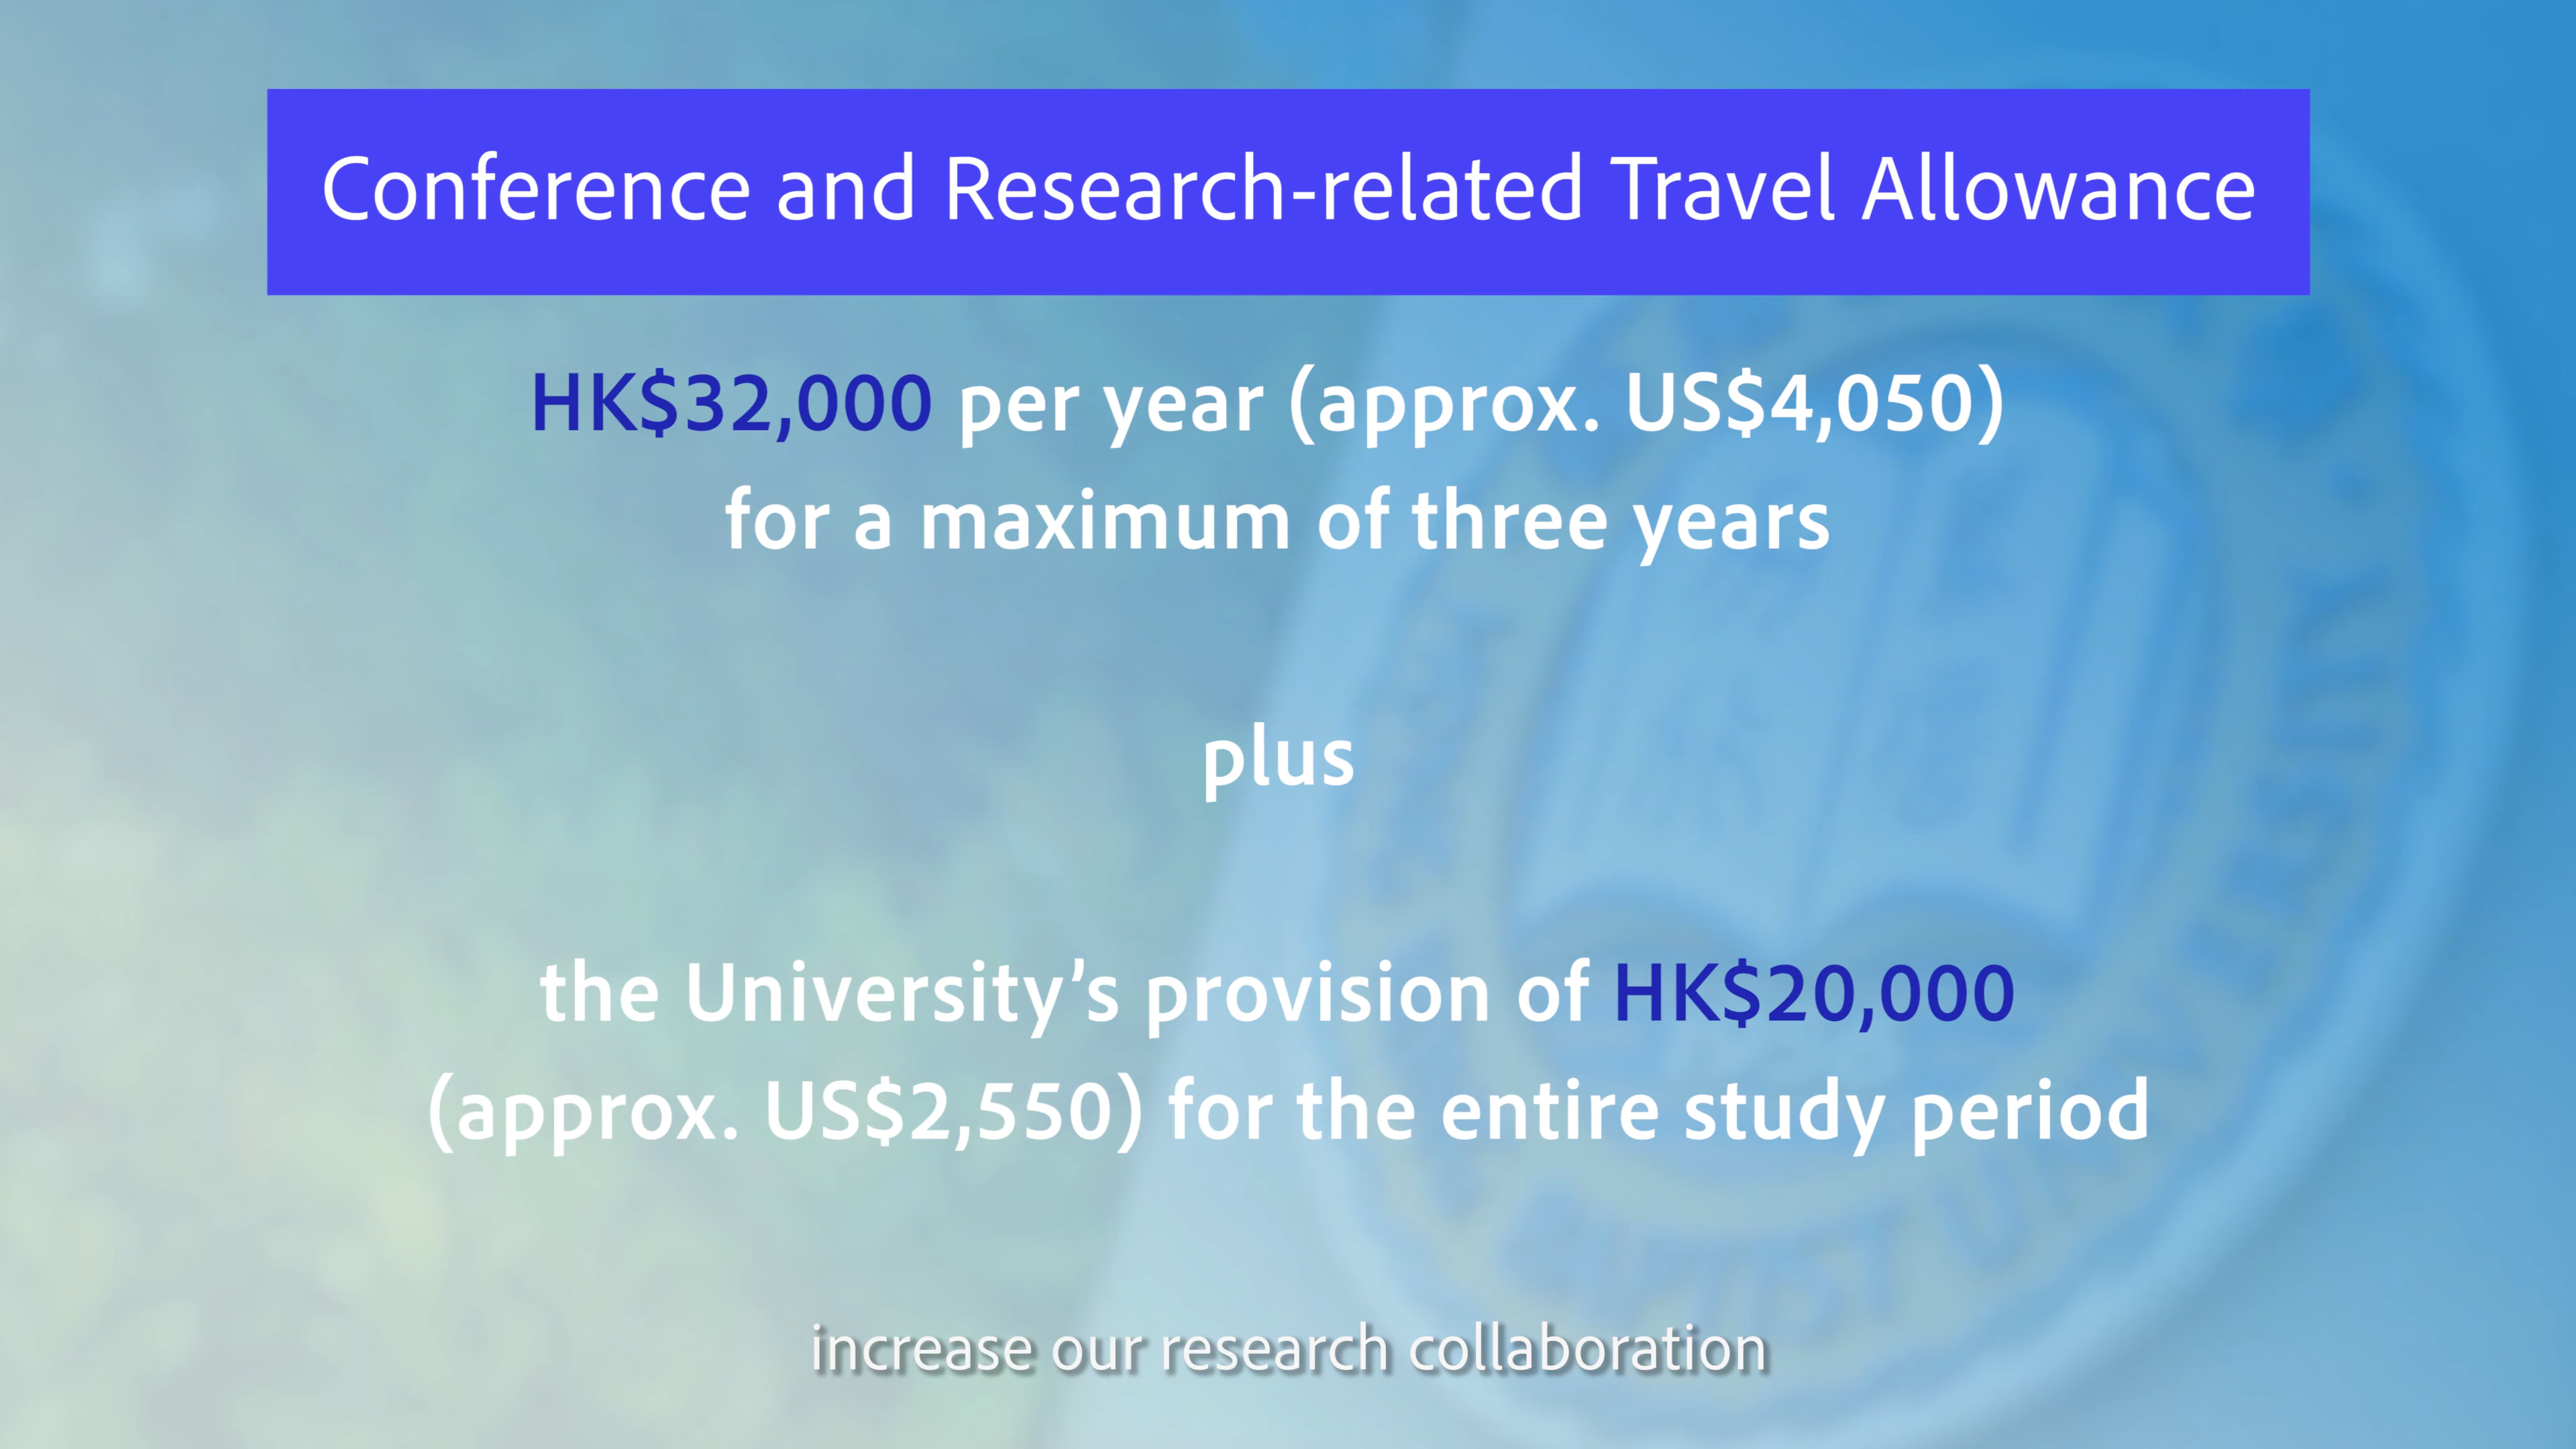 Conference and Research-related Travel Allowance
HK$32,000 per year (approx. US$4,050)
for a maximum of three years
plus
the University’s provision of HK$20,000
(approx. US$2,550) for the entire study period
increase our research collaboration